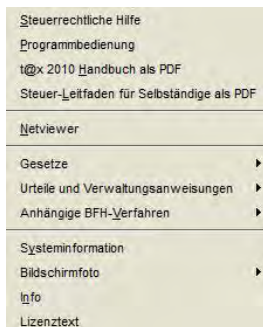 Steuerrechtliche Hilfe
Programmbedienung
t@x 2010 Handbuch als PDF
Steuer-Leitfaden für Selbständige als PDF
Netviewer
Gesetze
Urteile und Verwaltungsanweisungen
Anhängige BFH-Verfahren
Systeminformation
Bildschirmfoto
Info
Lizenztext